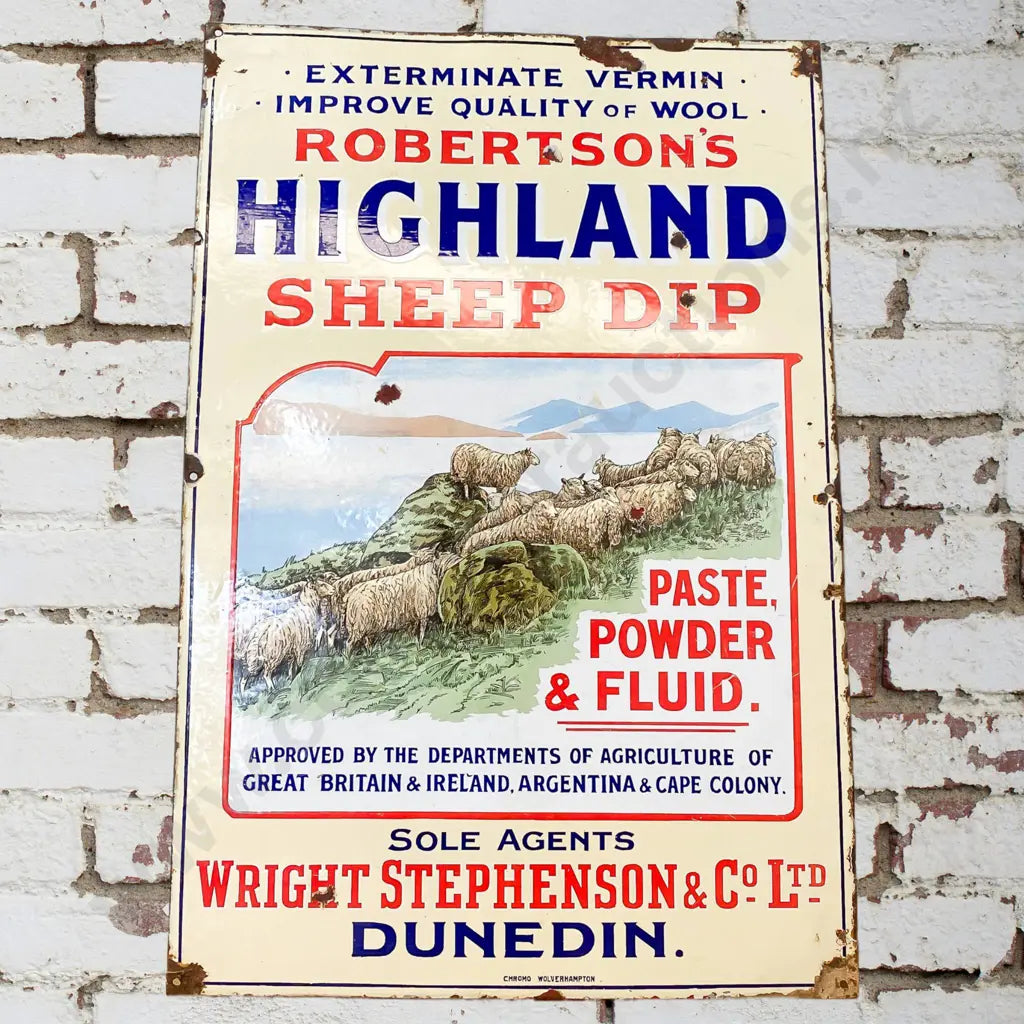 · EXTERMINATE VERMIN ·
· IMPROVE QUALITY OF WOOL ·
ROBERTSON'S
HIGHLAND
SHEEP DIP
PASTE,
POWDER
& FLUID.
APPROVED BY THE DEPARTMENTS OF AGRICULTURE OF
GREAT BRITAIN & IRELAND, ARGENTINA & CAPE COLONY.
SOLE AGENTS
WRIGHT STEPHENSON & CO. LTD
DUNEDIN.
CHROMO WOLVERHAMPTON